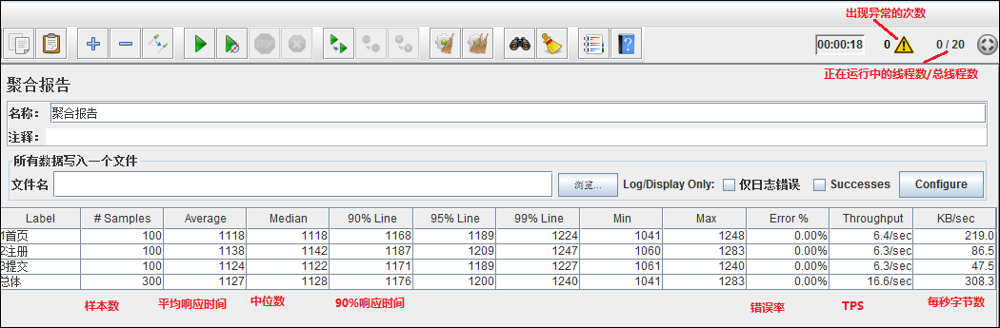 出现异常的次数
STOP
00:00:18 0 0 / 20
正在运行中的线程数/总线程数
聚合报告
名称： 聚合报告
注释：
所有数据写入一个文件
文件名 浏览... Log/Display Only: 仅日志错误 Successes Configure
Label # Samples Average Median 90% Line 95% Line 99% Line Min Max Error % Throughput KB/sec
1首页 100 1118 1118 1168 1189 1224 1041 1248 0.00% 6.4/sec 219.0
2注册 100 1138 1142 1187 1209 1247 1060 1283 0.00% 6.3/sec 86.5
3提交 100 1124 1122 1171 1189 1227 1061 1240 0.00% 6.3/sec 47.5
总体 300 1127 1128 1176 1200 1240 1041 1283 0.00% 16.6/sec 308.3
样本数 平均响应时间 中位数 90%响应时间 错误率 TPS 每秒字节数